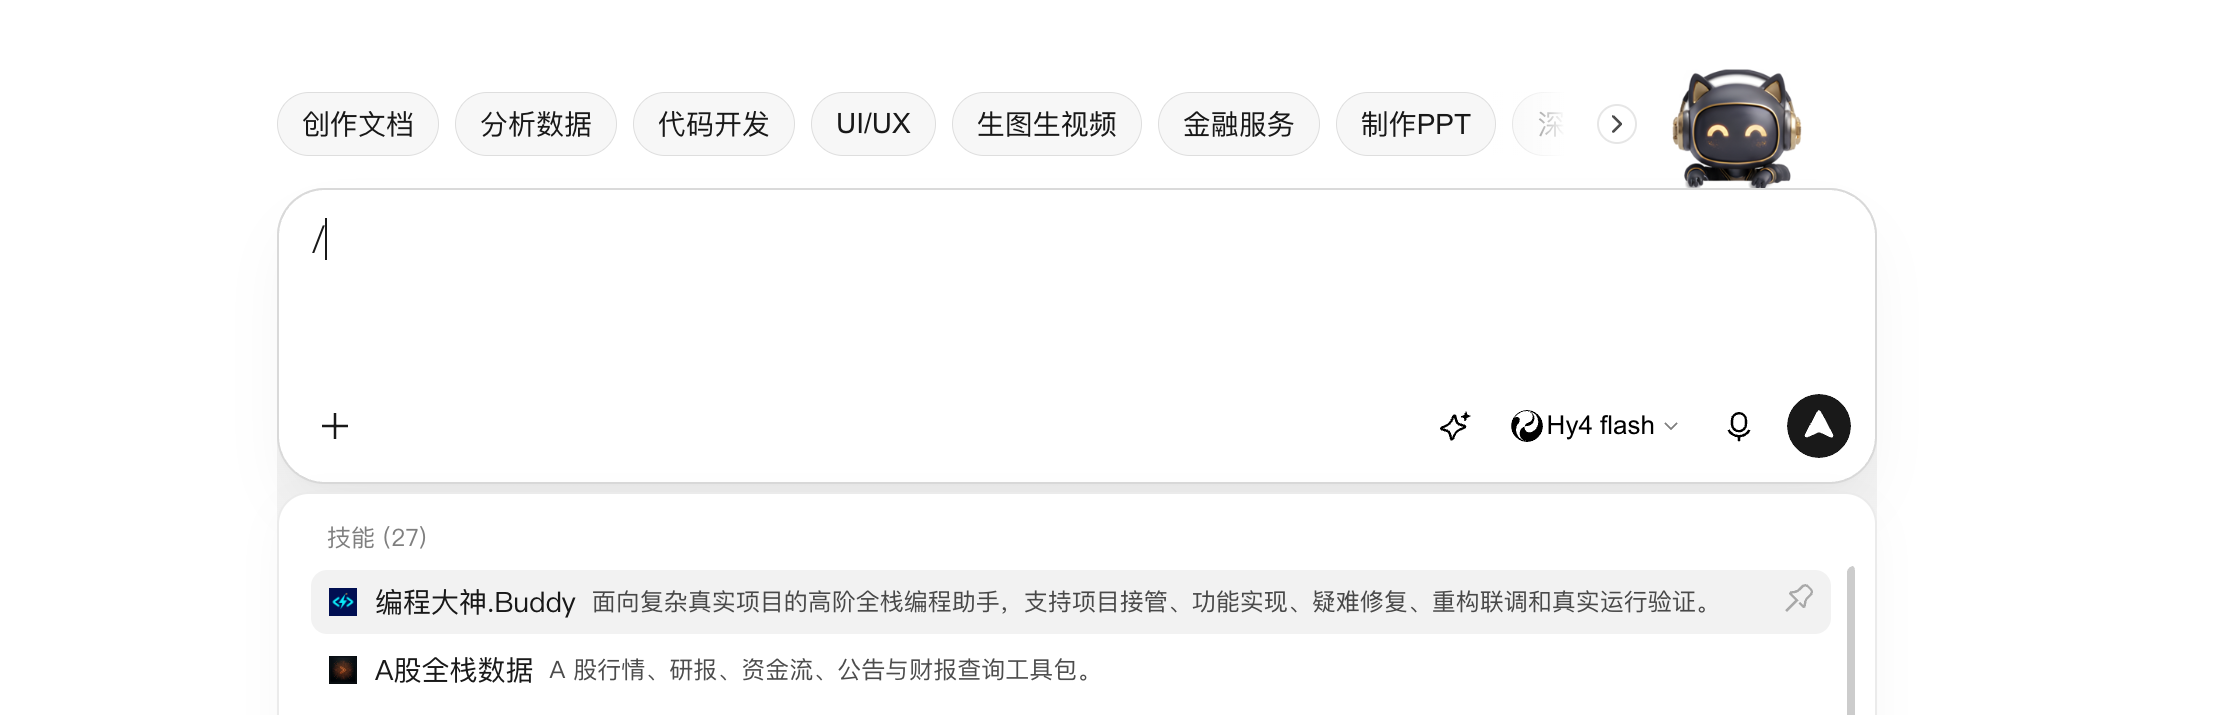 创作文档 分析数据 代码开发 UI/UX 生图生视频 金融服务 制作PPT 深
/
Hy4 flash
技能 (27)
编程大神.Buddy 面向复杂真实项目的高阶全栈编程助手，支持项目接管、功能实现、疑难修复、重构联调和真实运行验证。
A股全栈数据 A 股行情、研报、资金流、公告与财报查询工具包。